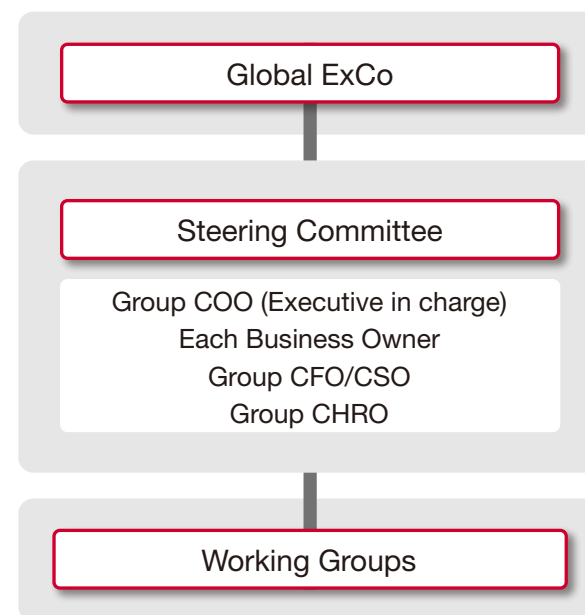 Global ExCo
Steering Committee
Group COO (Executive in charge)
Each Business Owner
Group CFO/CSO
Group CHRO
Working Groups